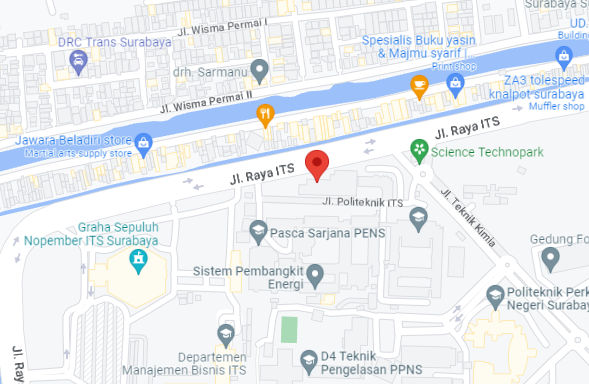 Surabaya Su
Jl. Wisma Permai I
UD.
Building
DRC Trans Surabaya
Spesialis Buku yasin
& Majmu syarif j...
Print shop
drh. Sarmanu
ZA3 tolespeed
knalpot surabaya
Muffler shop
Jl. Wisma Permai II
Jl. Raya ITS
Jawara Beladiri store
Martial arts supply store
Science Technopark
Jl. Raya ITS
Jl. Politeknik ITS
Jl. Teknik Kimia
Graha Sepuluh
Nopember ITS Surabaya
Pasca Sarjana PENS
Gedung Fo
Sistem Pembangkit
Energi
Politeknik Perk
Negeri Surabay
Jl. Ray
Departemen
Manajemen Bisnis ITS
D4 Teknik
Pengelasan PPNS